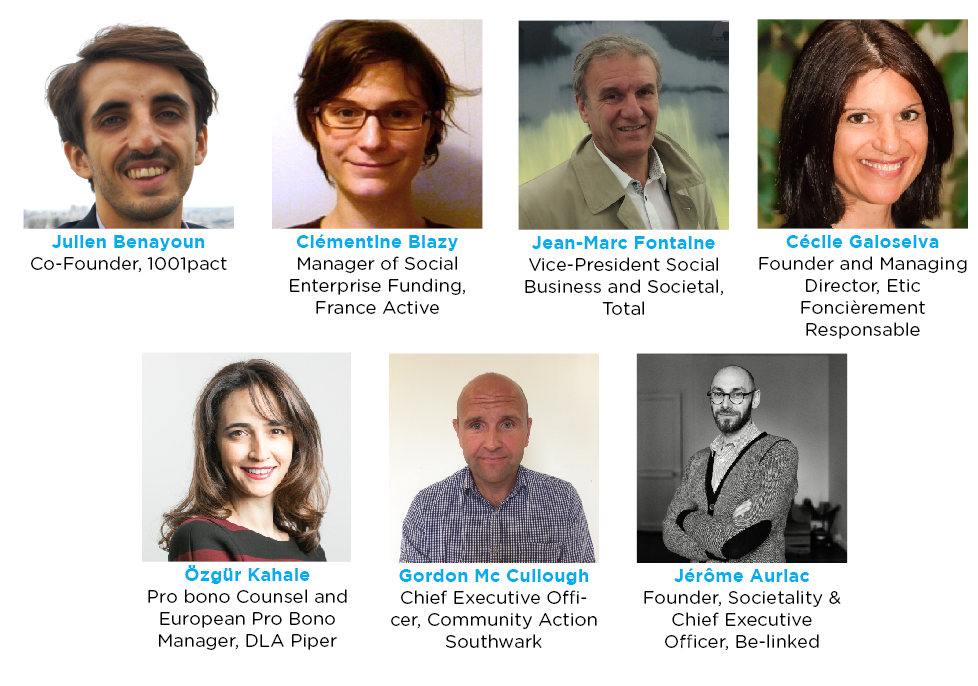 Julien Benayoun
Co-Founder, 1001pact
Clémentine Blazy
Manager of Social
Enterprise Funding,
France Active
Jean-Marc Fontaine
Vice-President Social
Business and Societal,
Total
Cécile Galoselva
Founder and Managing
Director, Etic
Foncièrement
Responsable
Özgür Kahale
Pro bono Counsel and
European Pro Bono
Manager, DLA Piper
Gordon Mc Cullough
Chief Executive Offi-
cer, Community Action
Southwark
Jérôme Auriac
Founder, Societality &
Chief Executive
Officer, Be-linked